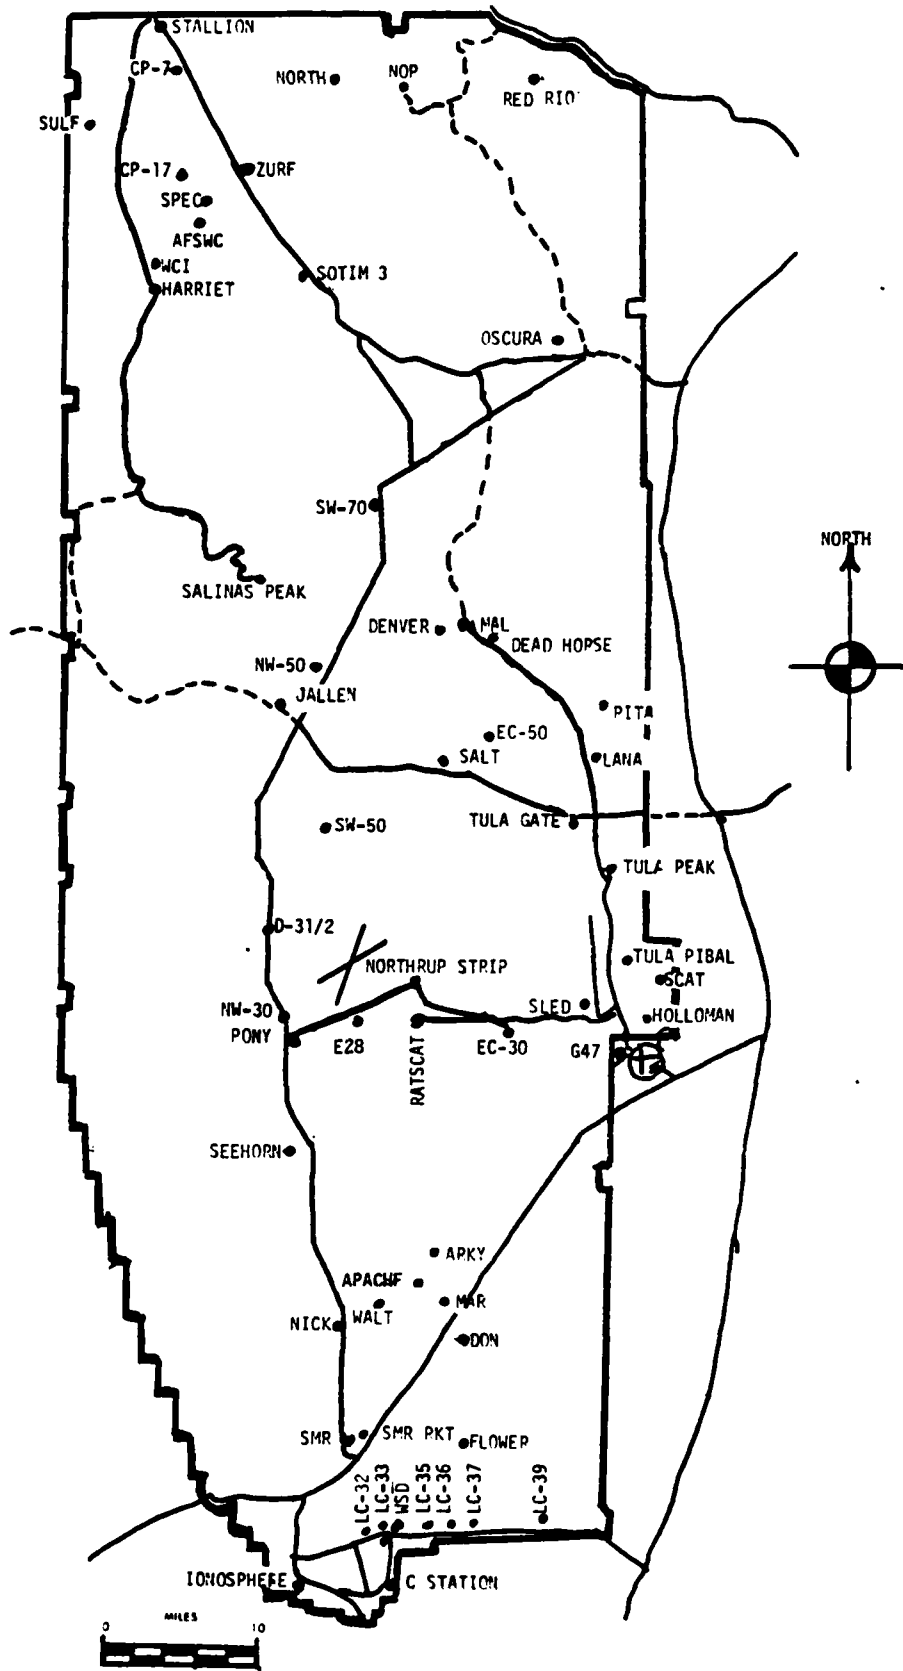 STALLION
CP-7
NORTH
NOP
RED RIO
SULF
CP-17
ZURF
SPEC
AFSWC
WCI
HARRIET
SOTIM 3
OSCURA
SW-70
NORTH
SALINAS PEAK
DENVER
MAL
DEAD HORSE
NW-50
JALLEN
PITA
EC-50
SALT
LANA
SW-50
TULA GATE
TULA PEAK
D-31/2
NORTHRUP STRIP
TULA PIBAL
SCAT
NW-30
SLED
HOLLOMAN
PONY
E28
RATSCAT
EC-30
G47
SEEHORN
ARKY
APACHE
MAR
WALT
NICK
DON
SMR
SMR RKT
FLOWER
LC-32
LC-33
WSD
LC-35
LC-36
LC-37
LC-39
IONOSPHERE
C STATION
MILES
0 10